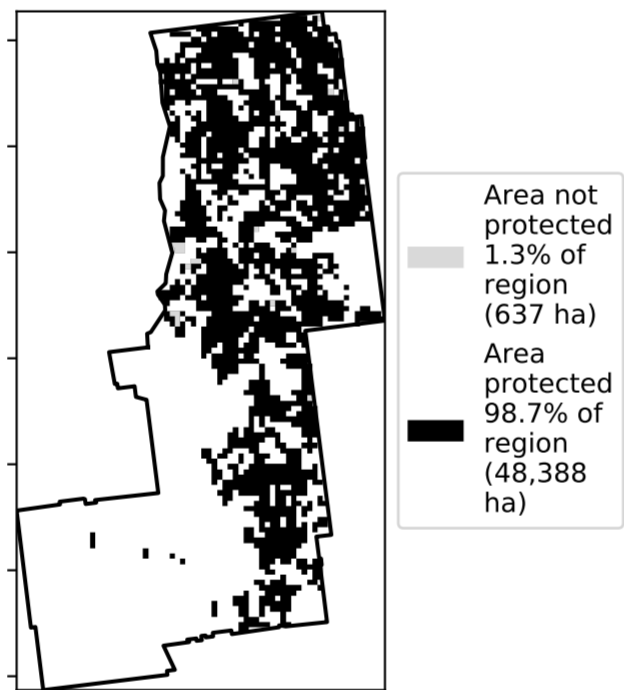 Area not
protected
1.3% of
region
(637 ha)
Area
protected
98.7% of
region
(48,388
ha)